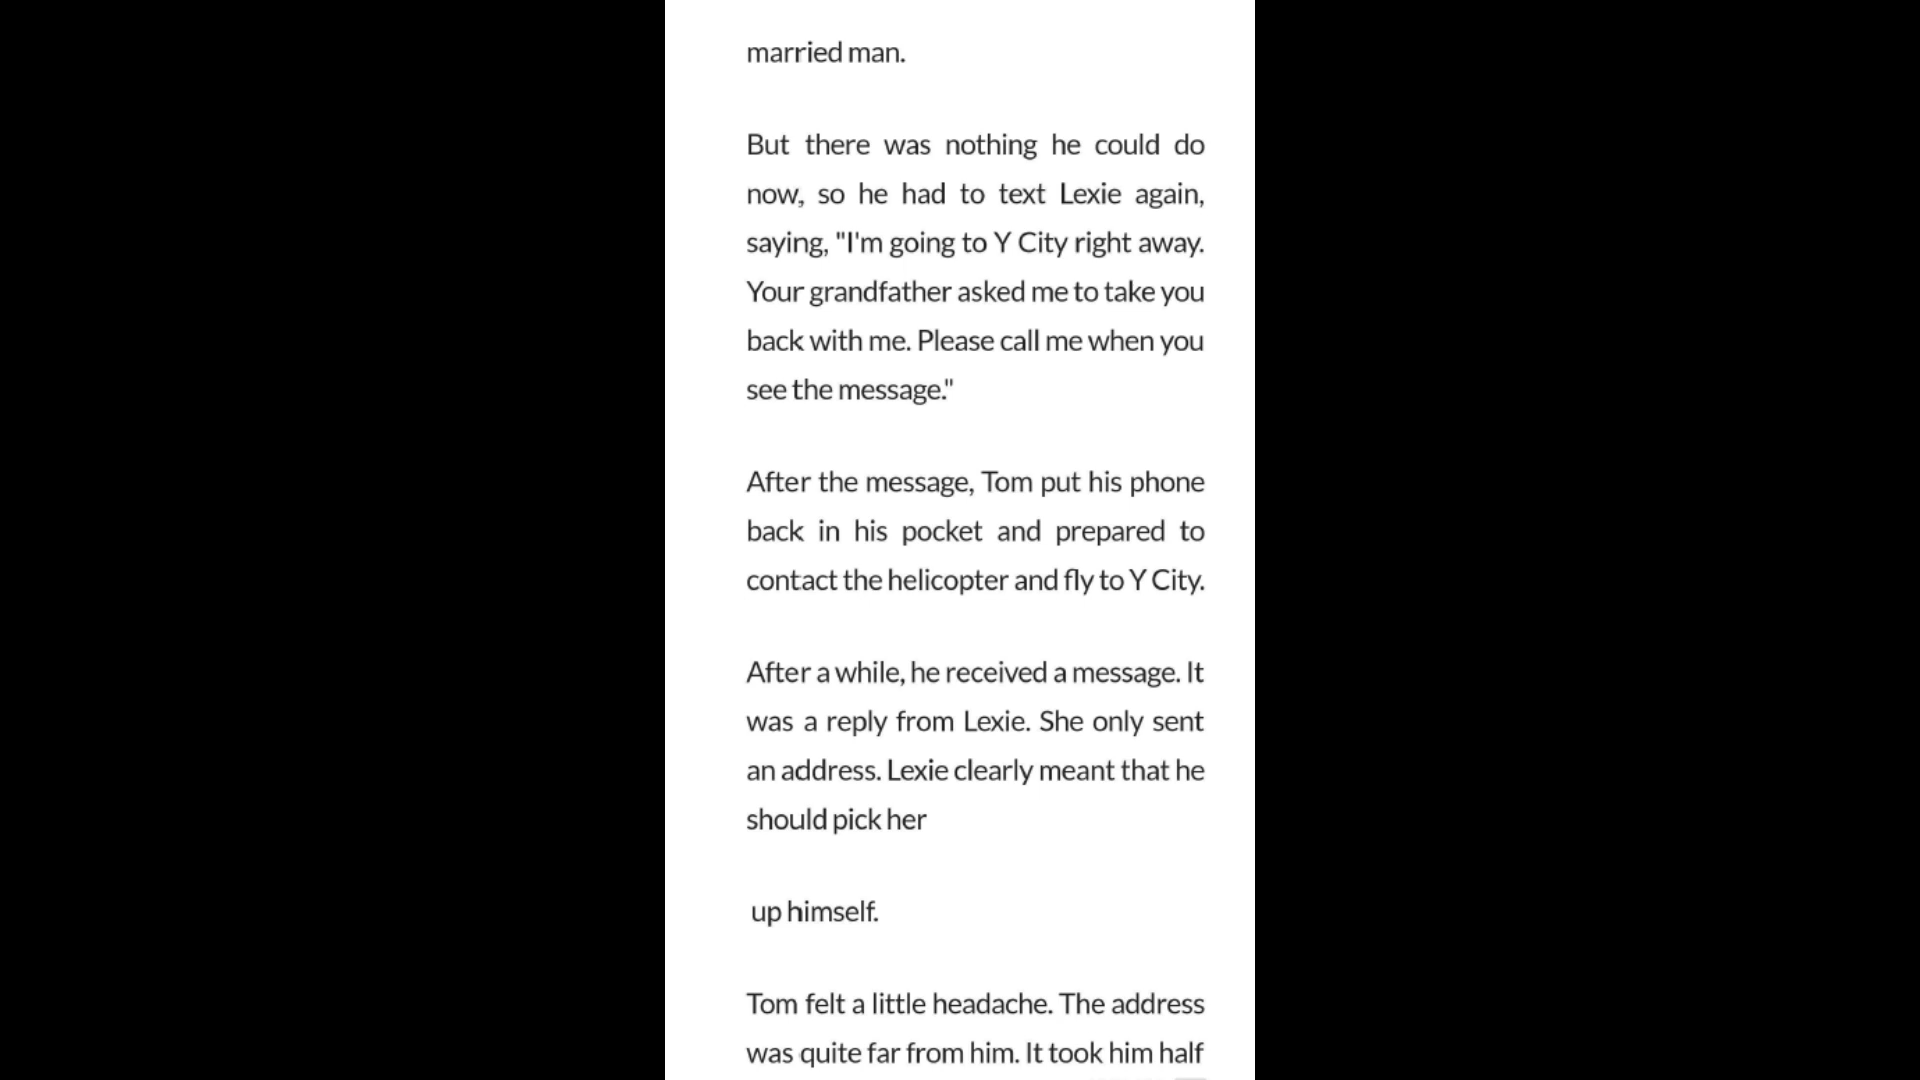 married man.
But there was nothing he could do
now, so he had to text Lexie again,
saying, "I'm going to Y City right away.
Your grandfather asked me to take you
back with me. Please call me when you
see the message."
After the message, Tom put his phone
back in his pocket and prepared to
contact the helicopter and fly to Y City.
After a while, he received a message. It
was a reply from Lexie. She only sent
an address. Lexie clearly meant that he
should pick her
up himself.
Tom felt a little headache. The address
was quite far from him. It took him half